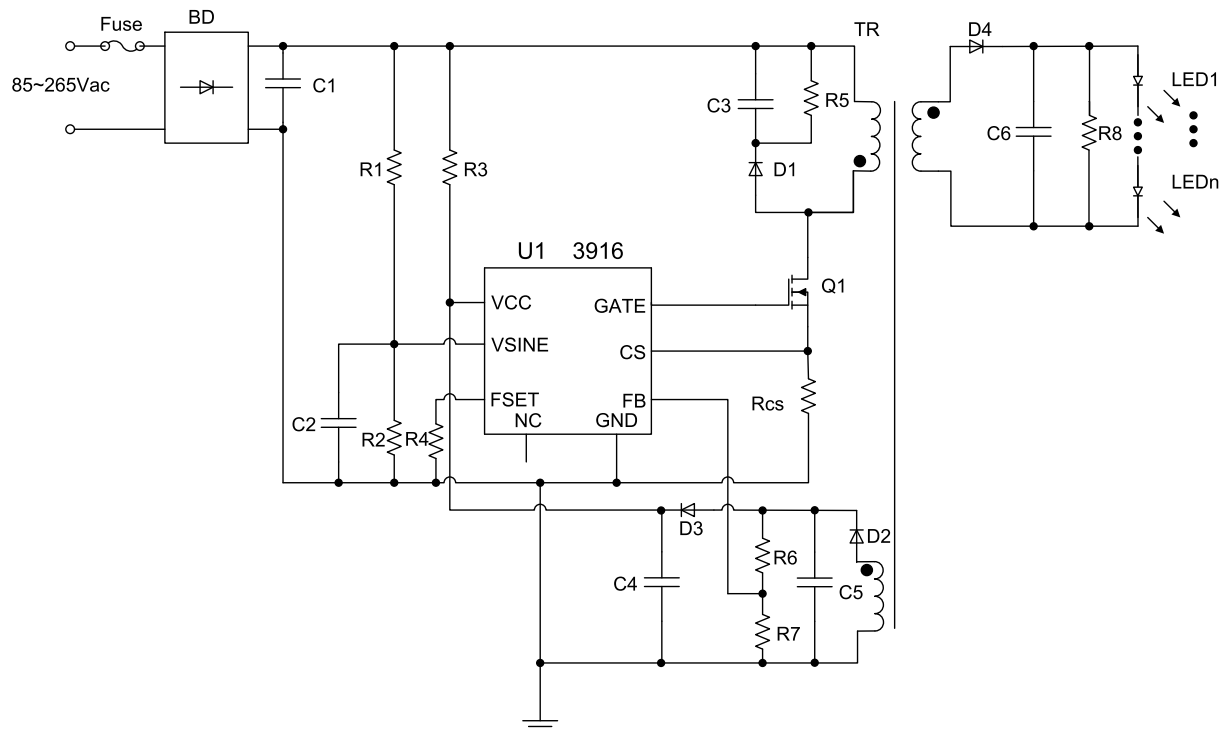 Fuse
BD
TR
D4
85~265Vac
C1
C3
R5
LED1
C6
R8
R1
R3
D1
LEDn
U1 3916
VCC
GATE
Q1
VSINE
CS
FSET
FB
Rcs
NC
GND
C2
R2
R4
D3
D2
R6
C4
C5
R7